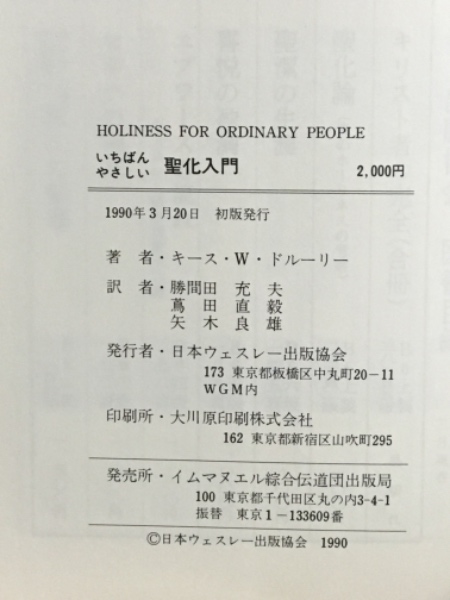 HOLINESS FOR ORDINARY PEOPLE
いちばんやさしい 聖化入門 2,000円
1990年3月20日 初版発行
著者・キース・W・ドルーリー
訳者・勝間田充夫
蔦田直毅
矢木良雄
発行者・日本ウェスレー出版協会
173 東京都板橋区中丸町20-11
WGM内
印刷所・大川原印刷株式会社
162 東京都新宿区山吹町295
発売所・イムマヌエル綜合伝道団出版局
100 東京都千代田区丸の内3-4-1
振替 東京1-133609番
©日本ウェスレー出版協会 1990